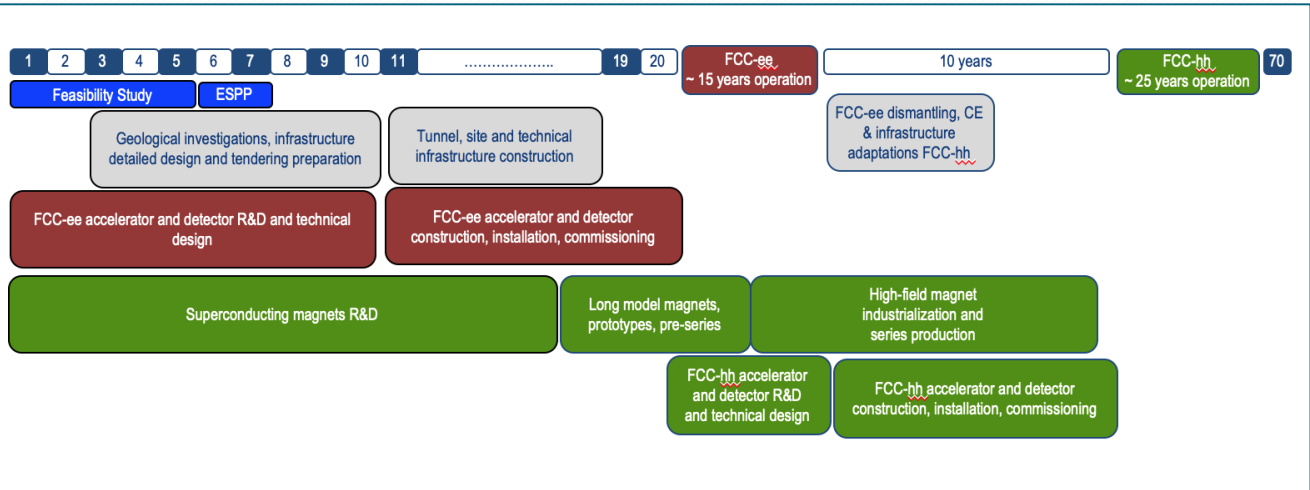 1 2 3 4 5 6 7 8 9 10 11 ................... 19 20
FCC-ee
~ 15 years operation
10 years
FCC-hh
~ 25 years operation
70
Feasibility Study
ESPP
Geological investigations, infrastructure
detailed design and tendering preparation
Tunnel, site and technical
infrastructure construction
FCC-ee dismantling, CE
& infrastructure
adaptations FCC-hh
FCC-ee accelerator and detector R&D and technical
design
FCC-ee accelerator and detector
construction, installation, commissioning
Superconducting magnets R&D
Long model magnets,
prototypes, pre-series
High-field magnet
industrialization and
series production
FCC-hh accelerator
and detector R&D
and technical design
FCC-hh accelerator and detector
construction, installation, commissioning